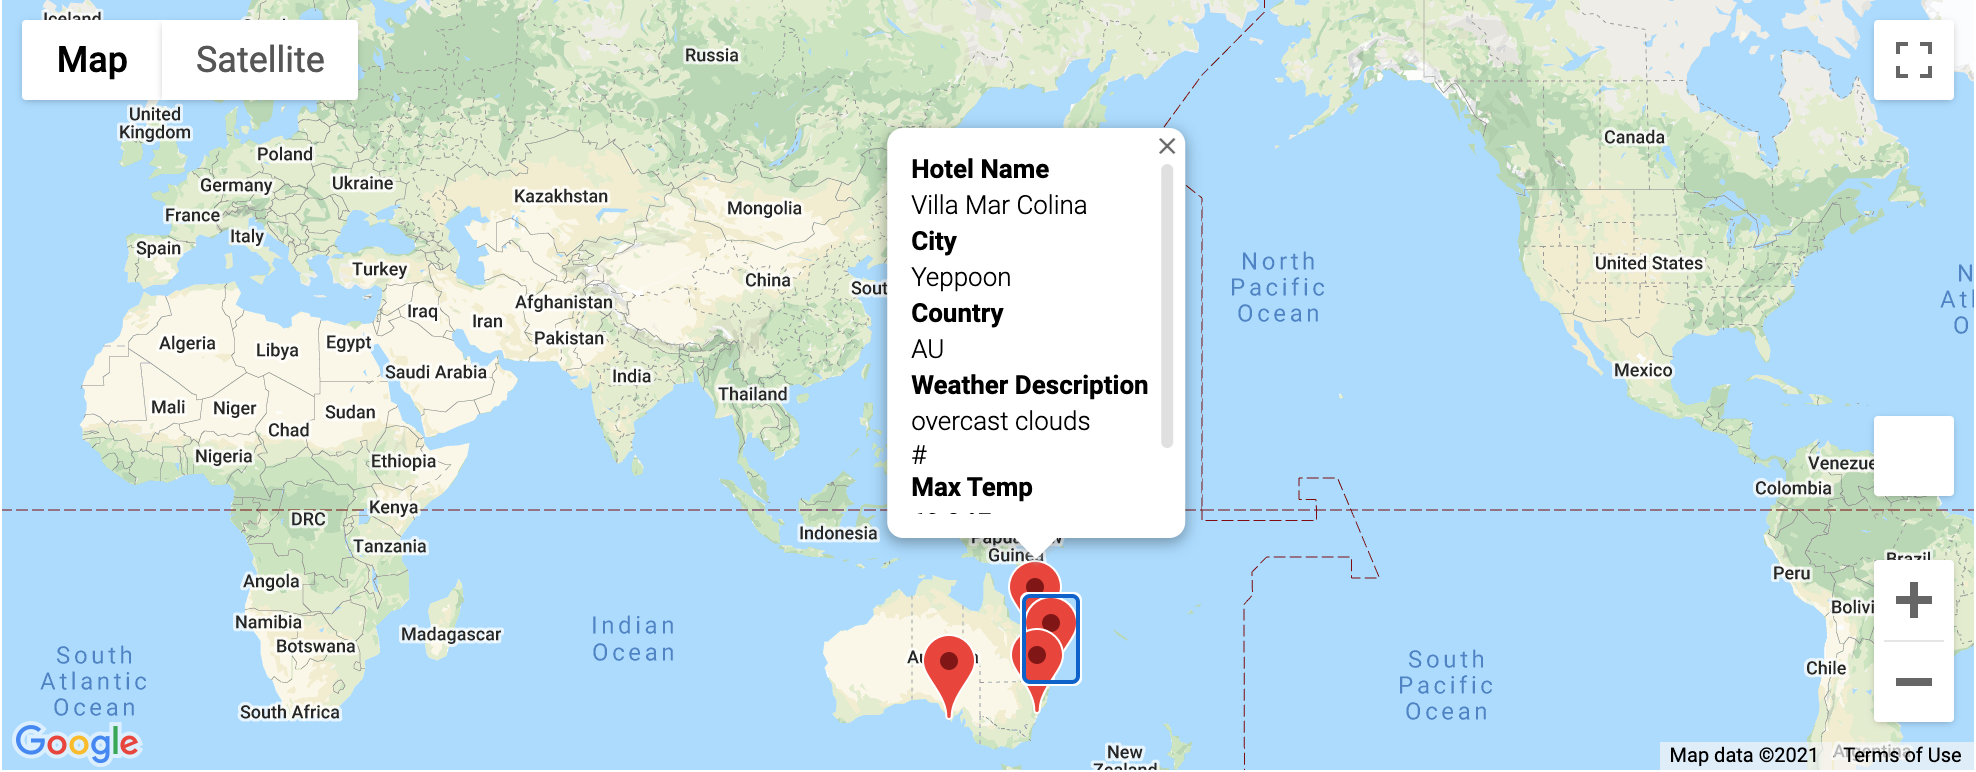 Iceland
Map
Satellite
Russia
United
Kingdom
Poland
Germany
Ukraine
France
Italy
Spain
Turkey
Kazakhstan
Mongolia
China
Sout
Afghanistan
Iraq
Iran
Pakistan
Algeria
Libya
Egypt
Saudi Arabia
India
Thailand
Mali
Niger
Sudan
Chad
Nigeria
Ethiopia
Kenya
DRC
Tanzania
Angola
Namibia
Botswana
Madagascar
South Africa
Indonesia
Guinea
Hotel Name
Villa Mar Colina
City
Yeppoon
Country
AU
Weather Description
overcast clouds
#
Max Temp
North
Pacific
Ocean
Canada
United States
Mexico
N
Atl
O
Venezue
Colombia
Brazil
Peru
Bolivi
Chile
Argentina
South
Atlantic
Ocean
Indian
Ocean
South
Pacific
Ocean
New
Zealand
Google
Map data ©2021
Terms of Use